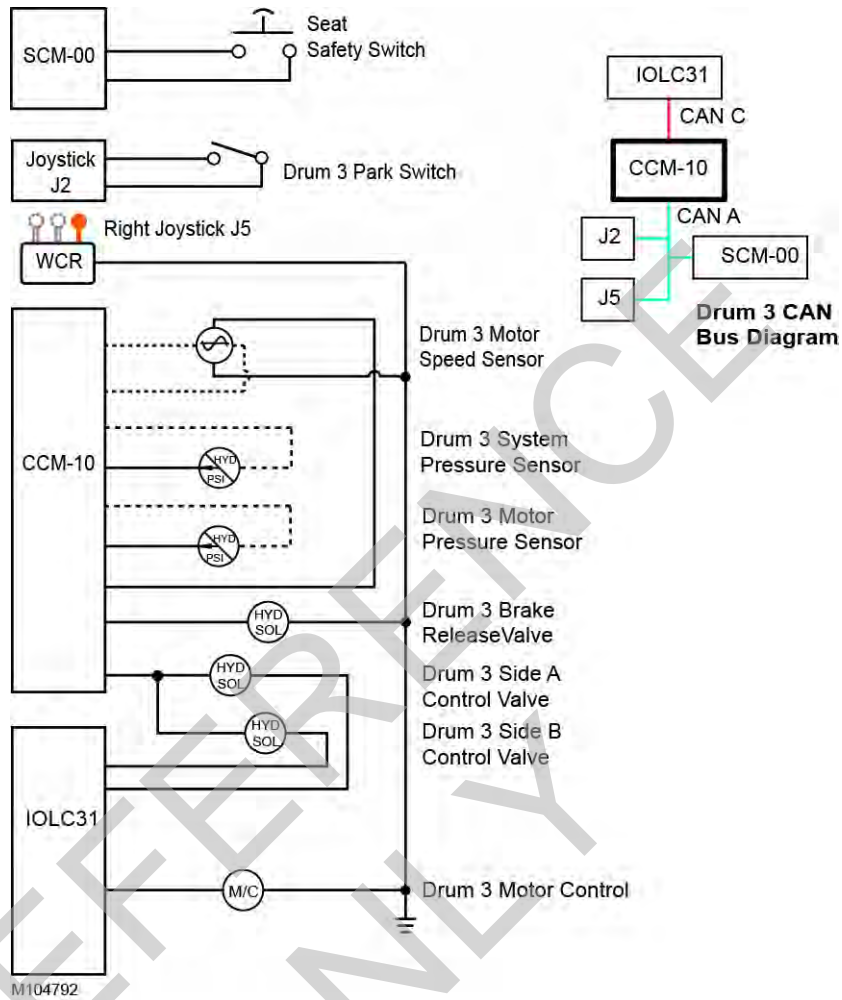 SCM-00
Seat
Safety Switch
Joystick
J2
Drum 3 Park Switch
Right Joystick J5
WCR
CCM-10
Drum 3 Motor
Speed Sensor
HYD
PSI
Drum 3 System
Pressure Sensor
HYD
PSI
Drum 3 Motor
Pressure Sensor
HYD
SOL
Drum 3 Brake
ReleaseValve
HYD
SOL
Drum 3 Side A
Control Valve
HYD
SOL
Drum 3 Side B
Control Valve
IOLC31
M/C
Drum 3 Motor Control
M104792
IOLC31
CAN C
CCM-10
CAN A
J2
SCM-00
J5
Drum 3 CAN
Bus Diagram
REFERENCE
ONLY